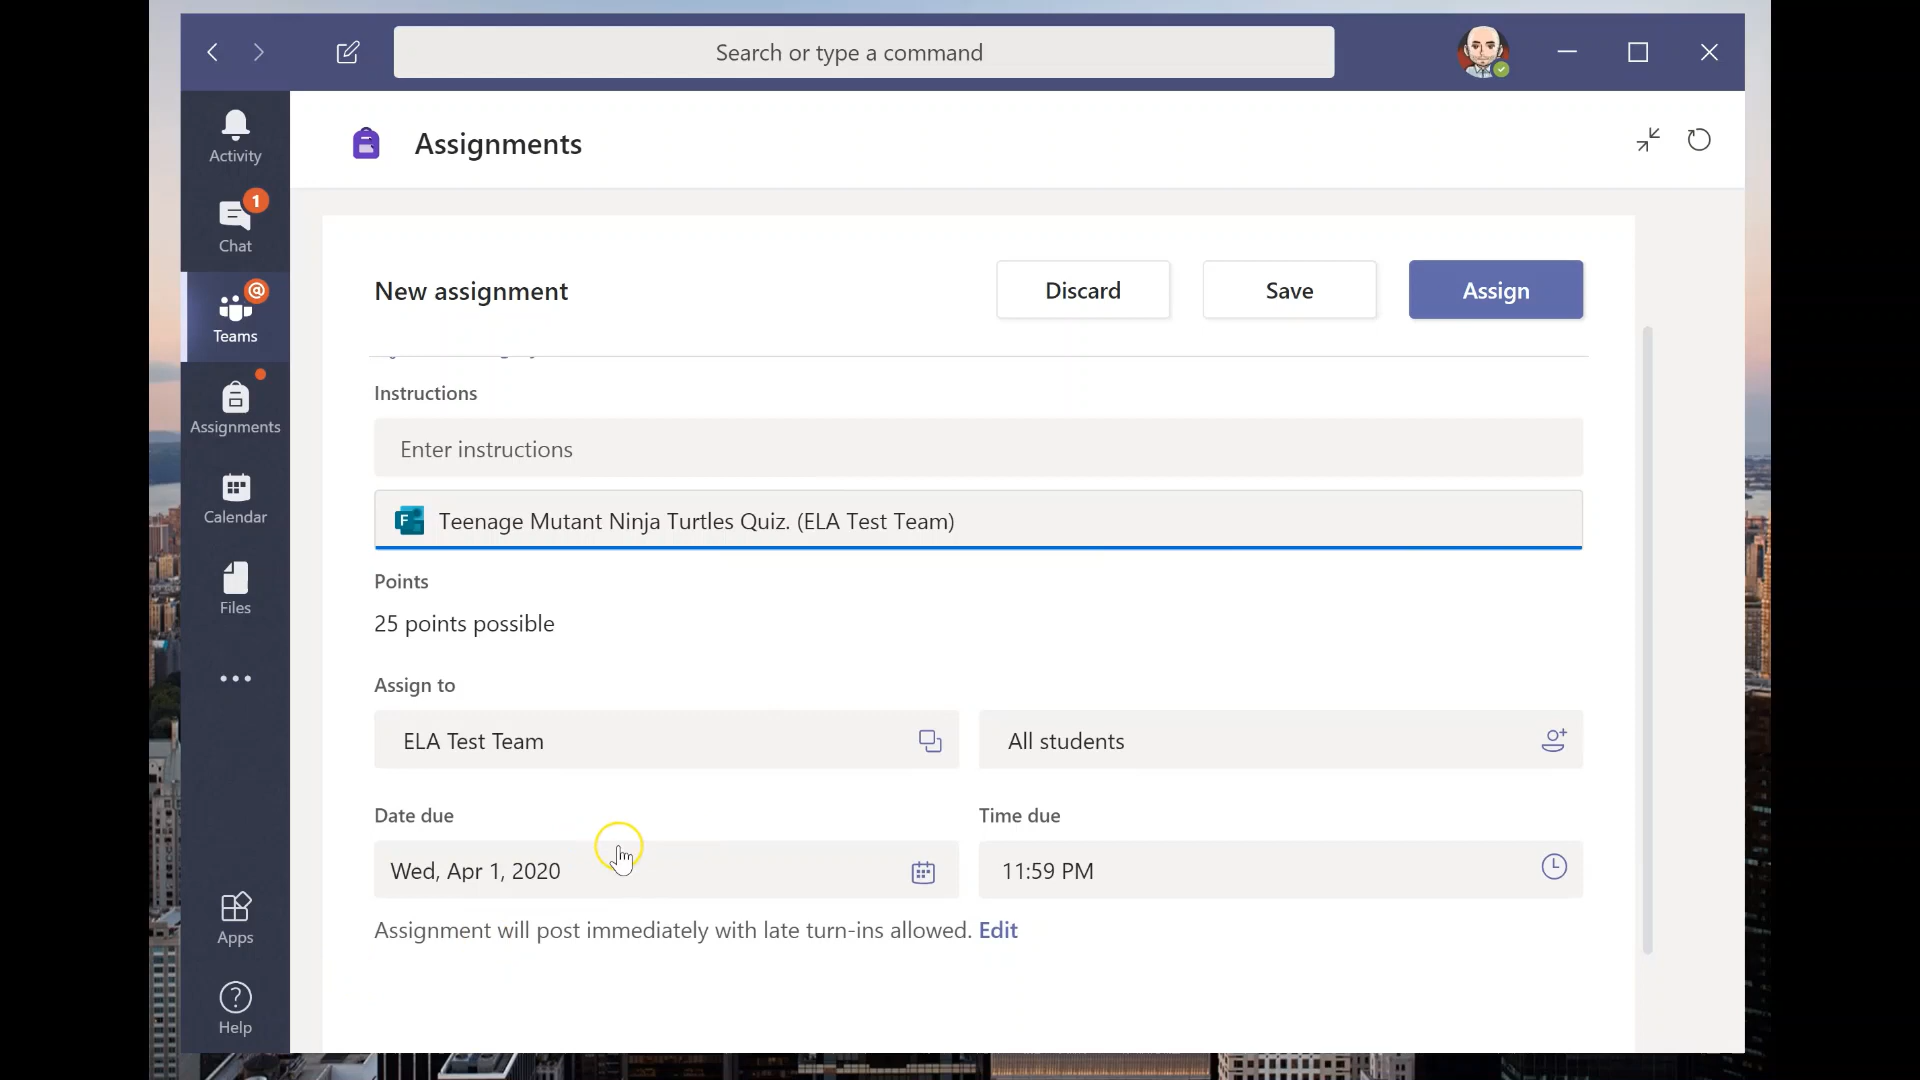 Search or type a command
Activity
1
Chat
@
Teams
Assignments
Calendar
Files
Apps
?
Help
Assignments
New assignment
Discard
Save
Assign
Instructions
Enter instructions
F
Teenage Mutant Ninja Turtles Quiz. (ELA Test Team)
Points
25 points possible
Assign to
ELA Test Team
All students
Date due
Time due
Wed, Apr 1, 2020
11:59 PM
Assignment will post immediately with late turn-ins allowed. Edit